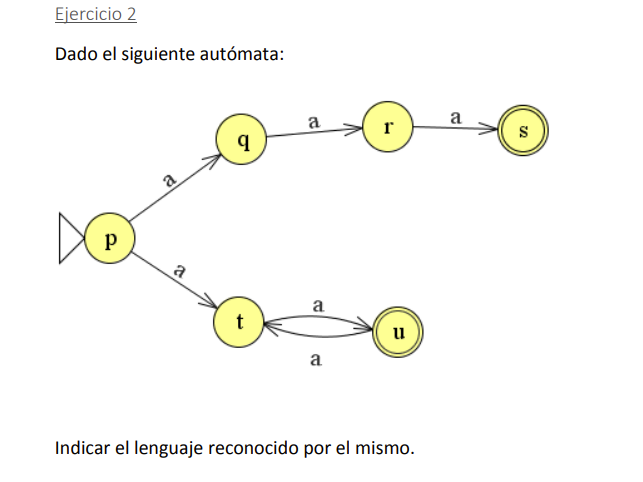 Ejercicio 2
Dado el siguiente autómata:
a
a
q
r
s
a
p
a
a
t
u
a
Indicar el lenguaje reconocido por el mismo.